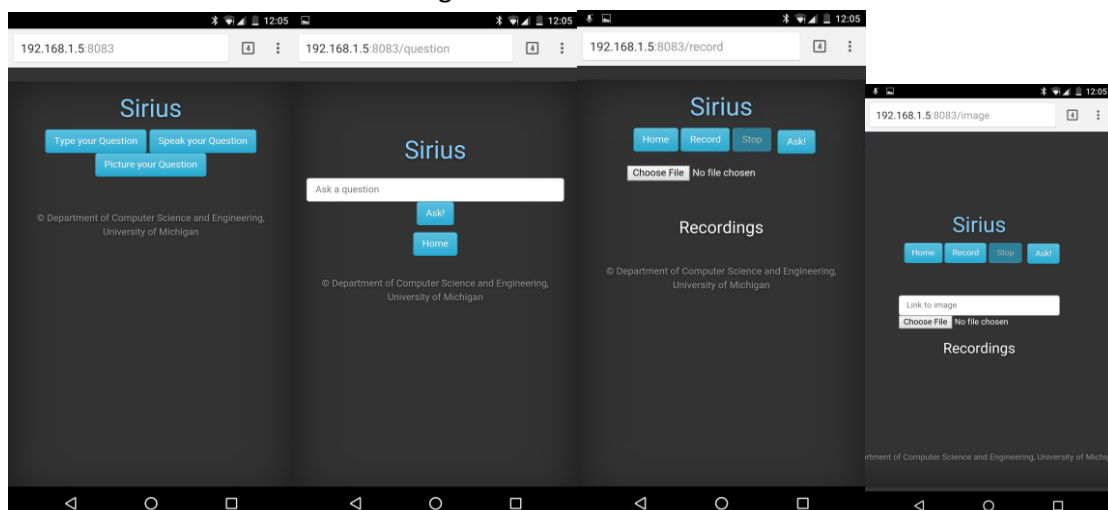 12:05
192.168.1.5:8083
4
Sirius
Type your Question Speak your Question
Picture your Question
© Department of Computer Science and Engineering,
University of Michigan
12:05
192.168.1.5:8083/question
4
Sirius
Ask a question
Ask!
Home
© Department of Computer Science and Engineering,
University of Michigan
12:05
192.168.1.5:8083/record
4
Sirius
Home Record Stop Ask!
Choose File No file chosen
Recordings
© Department of Computer Science and Engineering,
University of Michigan
12:05
192.168.1.5:8083/image
4
Sirius
Home Record Stop Ask!
Link to image
Choose File No file chosen
Recordings
of Computer Science and Engineering, University of